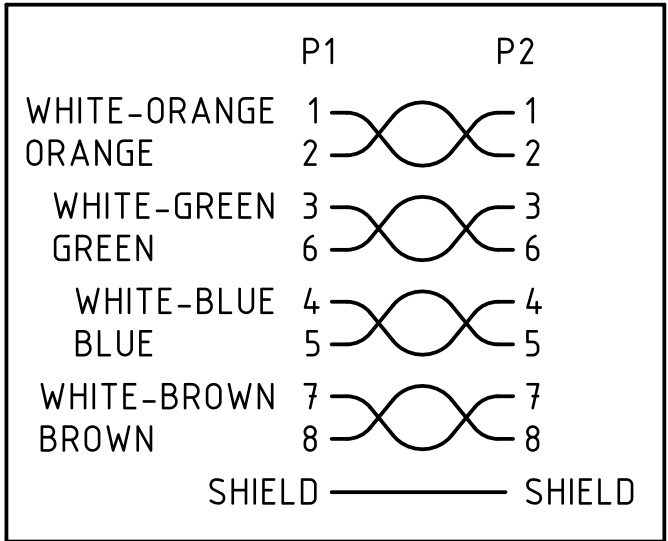 P1 P2
WHITE-ORANGE 1 1
ORANGE 2 2
WHITE-GREEN 3 3
GREEN 6 6
WHITE-BLUE 4 4
BLUE 5 5
WHITE-BROWN 7 7
BROWN 8 8
SHIELD SHIELD